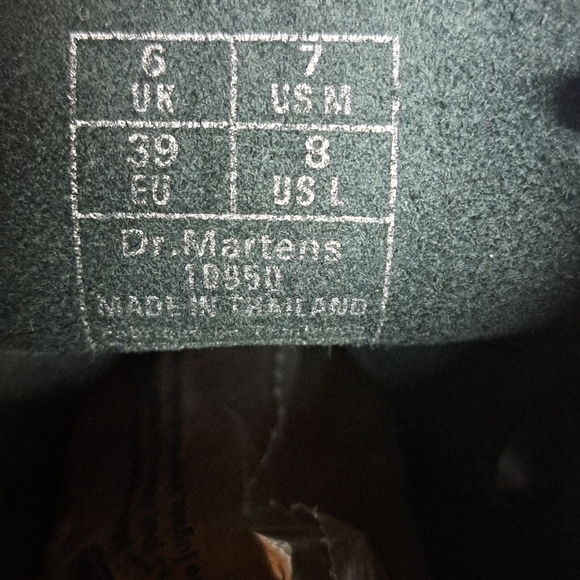 6 7
UK US M
39 8
EU US L
Dr.Martens
10950
MADE IN THAILAND